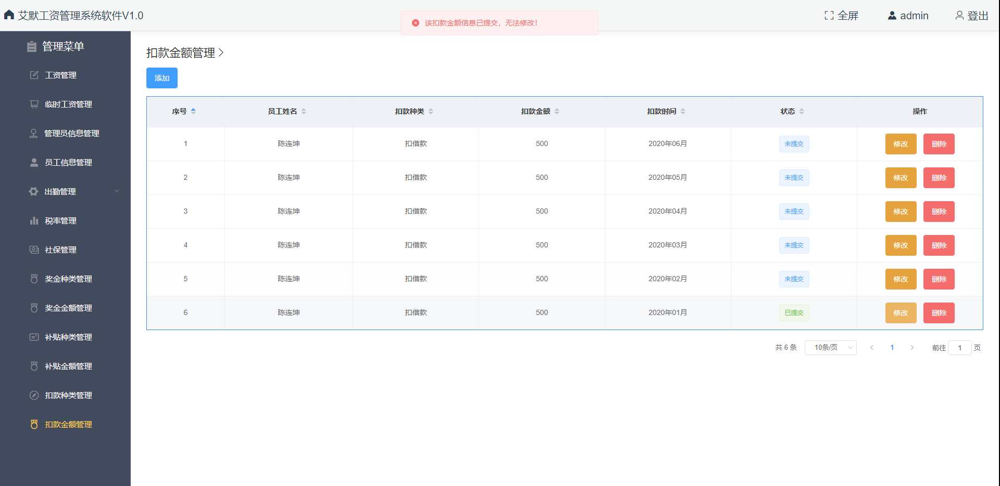 艾默工资管理系统软件V1.0
该扣款金额信息已提交，无法修改！
全屏
admin
登出
管理菜单
工资管理
临时工资管理
管理员信息管理
员工信息管理
出勤管理
税率管理
社保管理
奖金种类管理
奖金金额管理
补贴种类管理
补贴金额管理
扣款种类管理
扣款金额管理
扣款金额管理
添加
序号 员工姓名 扣款种类 扣款金额 扣款时间 状态 操作
1 陈连坤 扣借款 500 2020年06月 未提交 修改 删除
2 陈连坤 扣借款 500 2020年05月 未提交 修改 删除
3 陈连坤 扣借款 500 2020年04月 未提交 修改 删除
4 陈连坤 扣借款 500 2020年03月 未提交 修改 删除
5 陈连坤 扣借款 500 2020年02月 未提交 修改 删除
6 陈连坤 扣借款 500 2020年01月 已提交 修改 删除
共 6 条 10条/页 1 前往 1 页